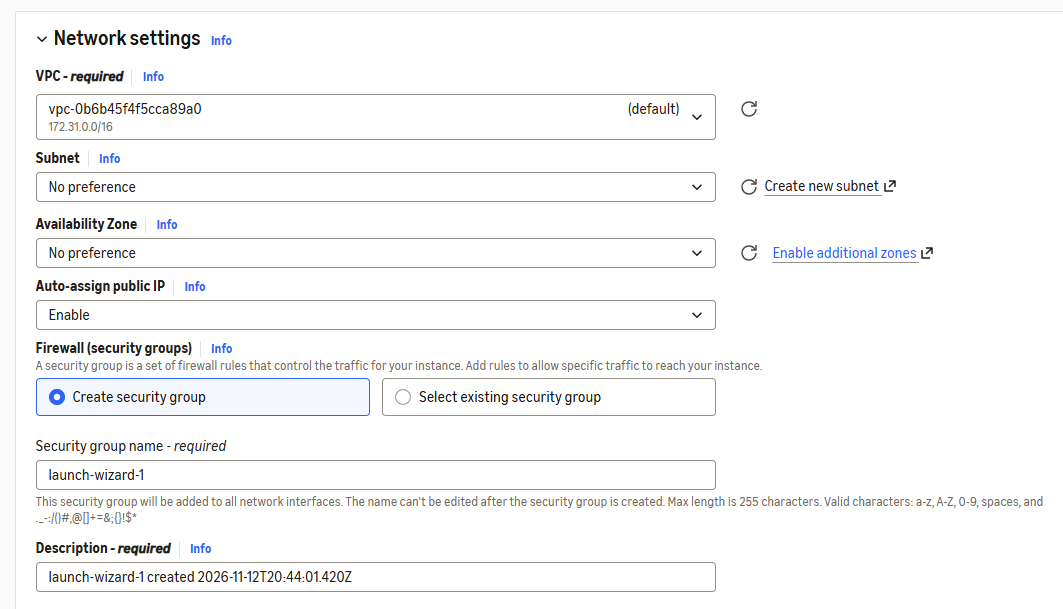 Network settings Info
VPC - required Info
vpc-0b6b45f4f5cca89a0 (default)
172.31.0.0/16
Subnet Info
No preference
Create new subnet
Availability Zone Info
No preference
Enable additional zones
Auto-assign public IP Info
Enable
Firewall (security groups) Info
A security group is a set of firewall rules that control the traffic for your instance. Add rules to allow specific traffic to reach your instance.
Create security group
Select existing security group
Security group name - required
launch-wizard-1
This security group will be added to all network interfaces. The name can't be edited after the security group is created. Max length is 255 characters. Valid characters: a-z, A-Z, 0-9, spaces, and
._-:/()#,@[]+=&;{}!$*
Description - required Info
launch-wizard-1 created 2026-11-12T20:44:01.420Z